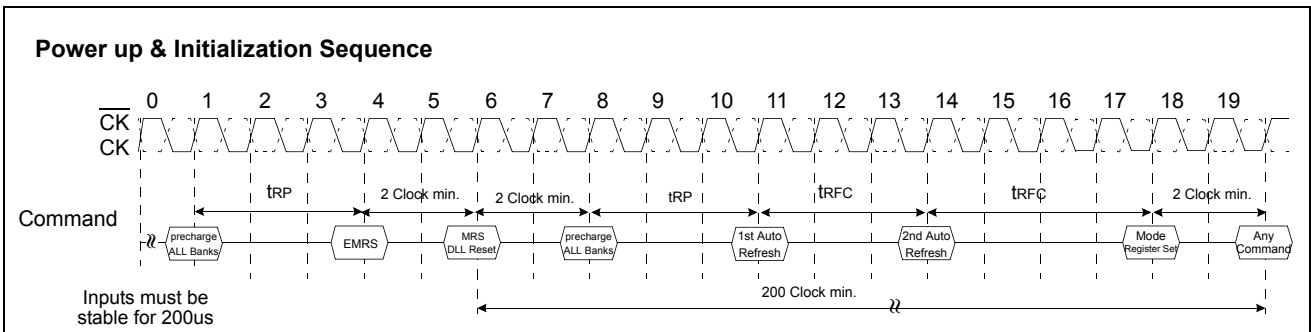 Power up & Initialization Sequence
0 1 2 3 4 5 6 7 8 9 10 11 12 13 14 15 16 17 18 19
CK
CK
tRP 2 Clock min. 2 Clock min. tRP tRFC tRFC 2 Clock min.
Command
precharge
ALL Banks
EMRS
MRS
DLL Reset
precharge
ALL Banks
1st Auto
Refresh
2nd Auto
Refresh
Mode
Register Set
Any
Command
200 Clock min.
Inputs must be
stable for 200us